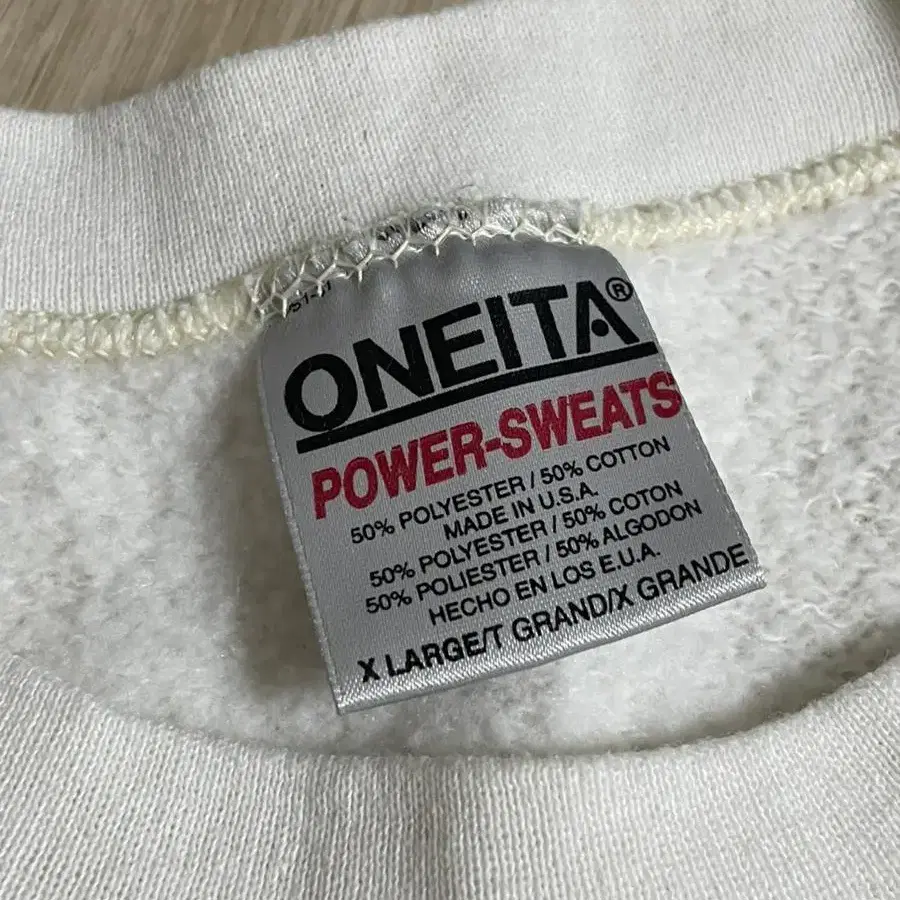 ONEITA®
POWER-SWEATS
50% POLYESTER / 50% COTTON
MADE IN U.S.A.
50% POLYESTER / 50% COTON
50% POLIESTER / 50% ALGODON
HECHO EN LOS E.U.A.
X LARGE/T GRAND/X GRANDE